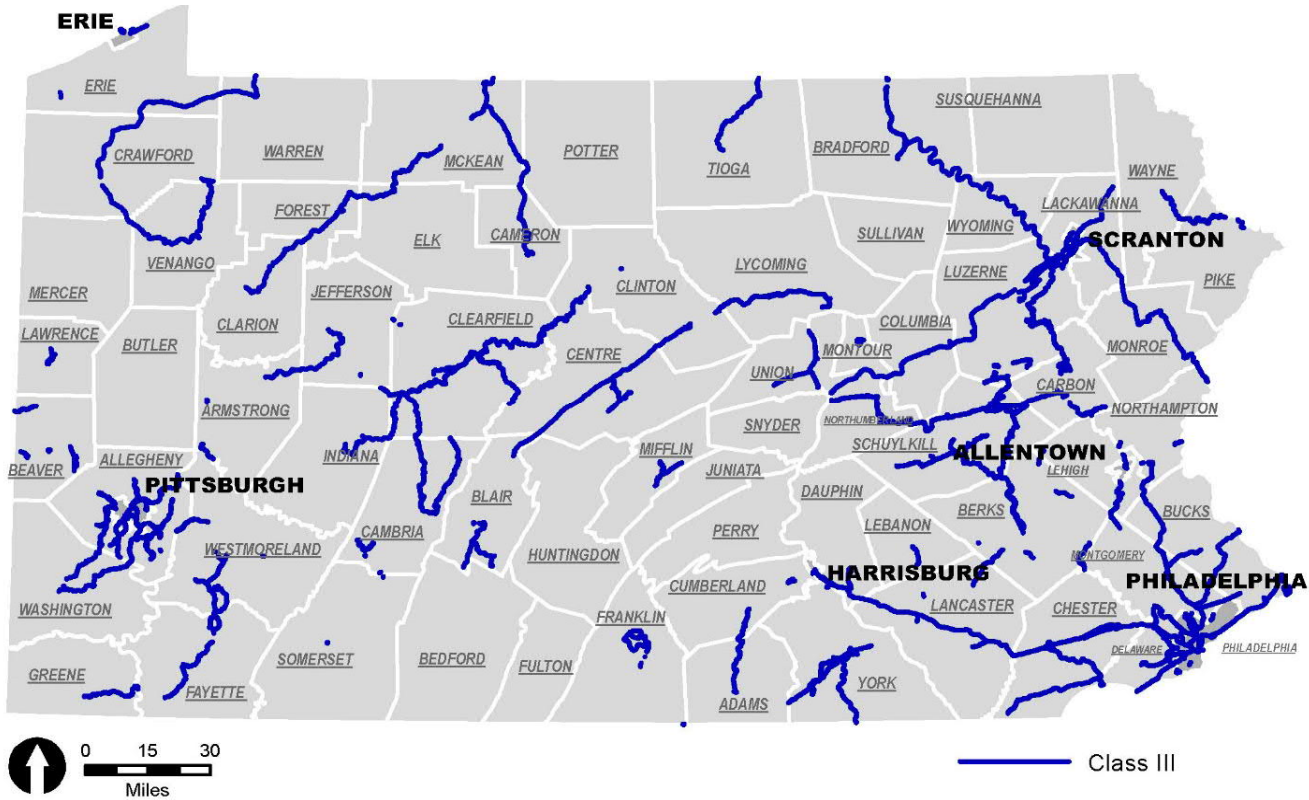 ERIE
ERIE
SUSQUEHANNA
CRAWFORD
WARREN
MCKEAN
POTTER
TIOGA
BRADFORD
WAYNE
FOREST
LACKAWANNA
ELK
CAMERON
SULLIVAN
WYOMING
SCRANTON
VENANGO
LYCOMING
LUZERNE
PIKE
MERCER
JEFFERSON
CLINTON
LAWRENCE
CLARION
CLEARFIELD
COLUMBIA
BUTLER
CENTRE
MONTOUR
MONROE
UNION
CARBON
ARMSTRONG
NORTHUMBERLAND
NORTHAMPTON
SNYDER
INDIANA
MIFFLIN
SCHUYLKILL
ALLENTOWN
BEAVER
ALLEGHENY
JUNIATA
LEHIGH
PITTSBURGH
BLAIR
DAUPHIN
BERKS
BUCKS
CAMBRIA
PERRY
LEBANON
WESTMORELAND
HUNTINGDON
MONTGOMERY
CUMBERLAND
HARRISBURG
PHILADELPHIA
WASHINGTON
FRANKLIN
LANCASTER
CHESTER
GREENE
SOMERSET
BEDFORD
FULTON
DELAWARE
PHILADELPHIA
FAYETTE
ADAMS
YORK
0 15 30
Miles
Class III